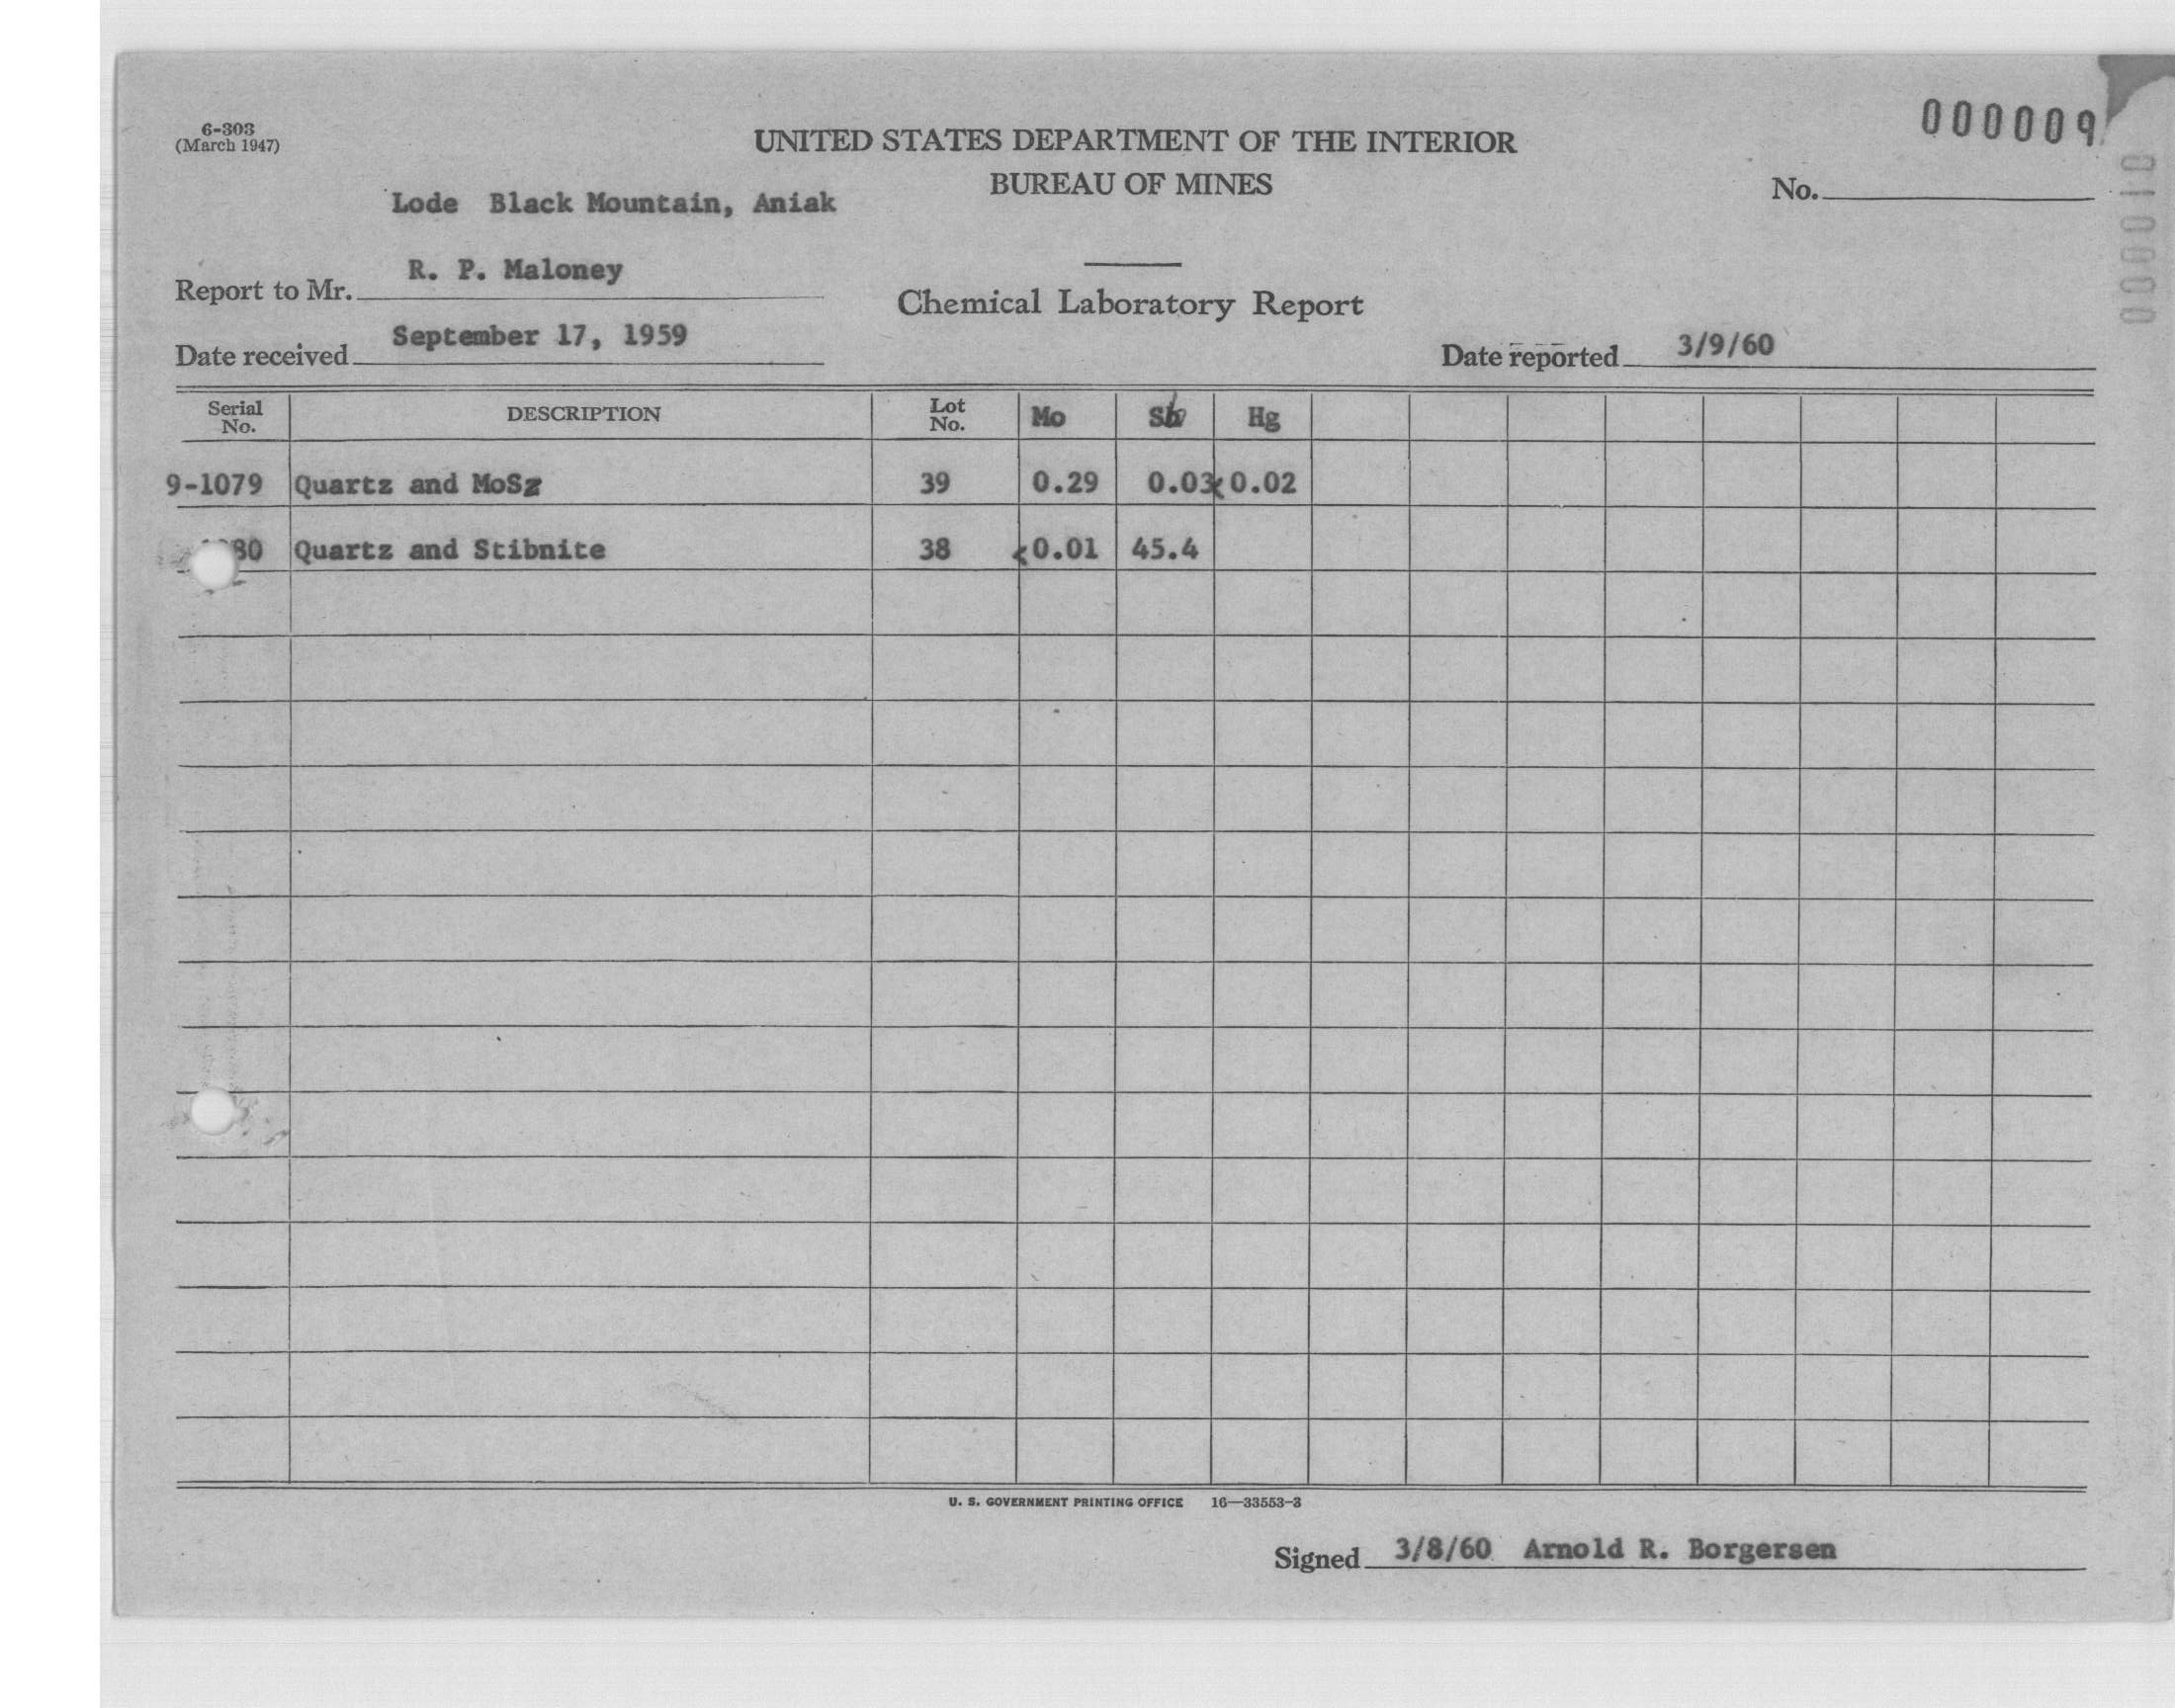 6-303
(March 1947)
000009
UNITED STATES DEPARTMENT OF THE INTERIOR
BUREAU OF MINES
No.
Lode Black Mountain, Aniak
Report to Mr. R. P. Maloney
Chemical Laboratory Report
Date received September 17, 1959
Date reported 3/9/60
Serial No. DESCRIPTION Lot No. Mo Sb Hg
9-1079 Quartz and MoSz 39 0.29 0.03 <0.02
80 Quartz and Stibnite 38 <0.01 45.4
U. S. GOVERNMENT PRINTING OFFICE 16—33553-3
Signed 3/8/60 Arnold R. Borgersen